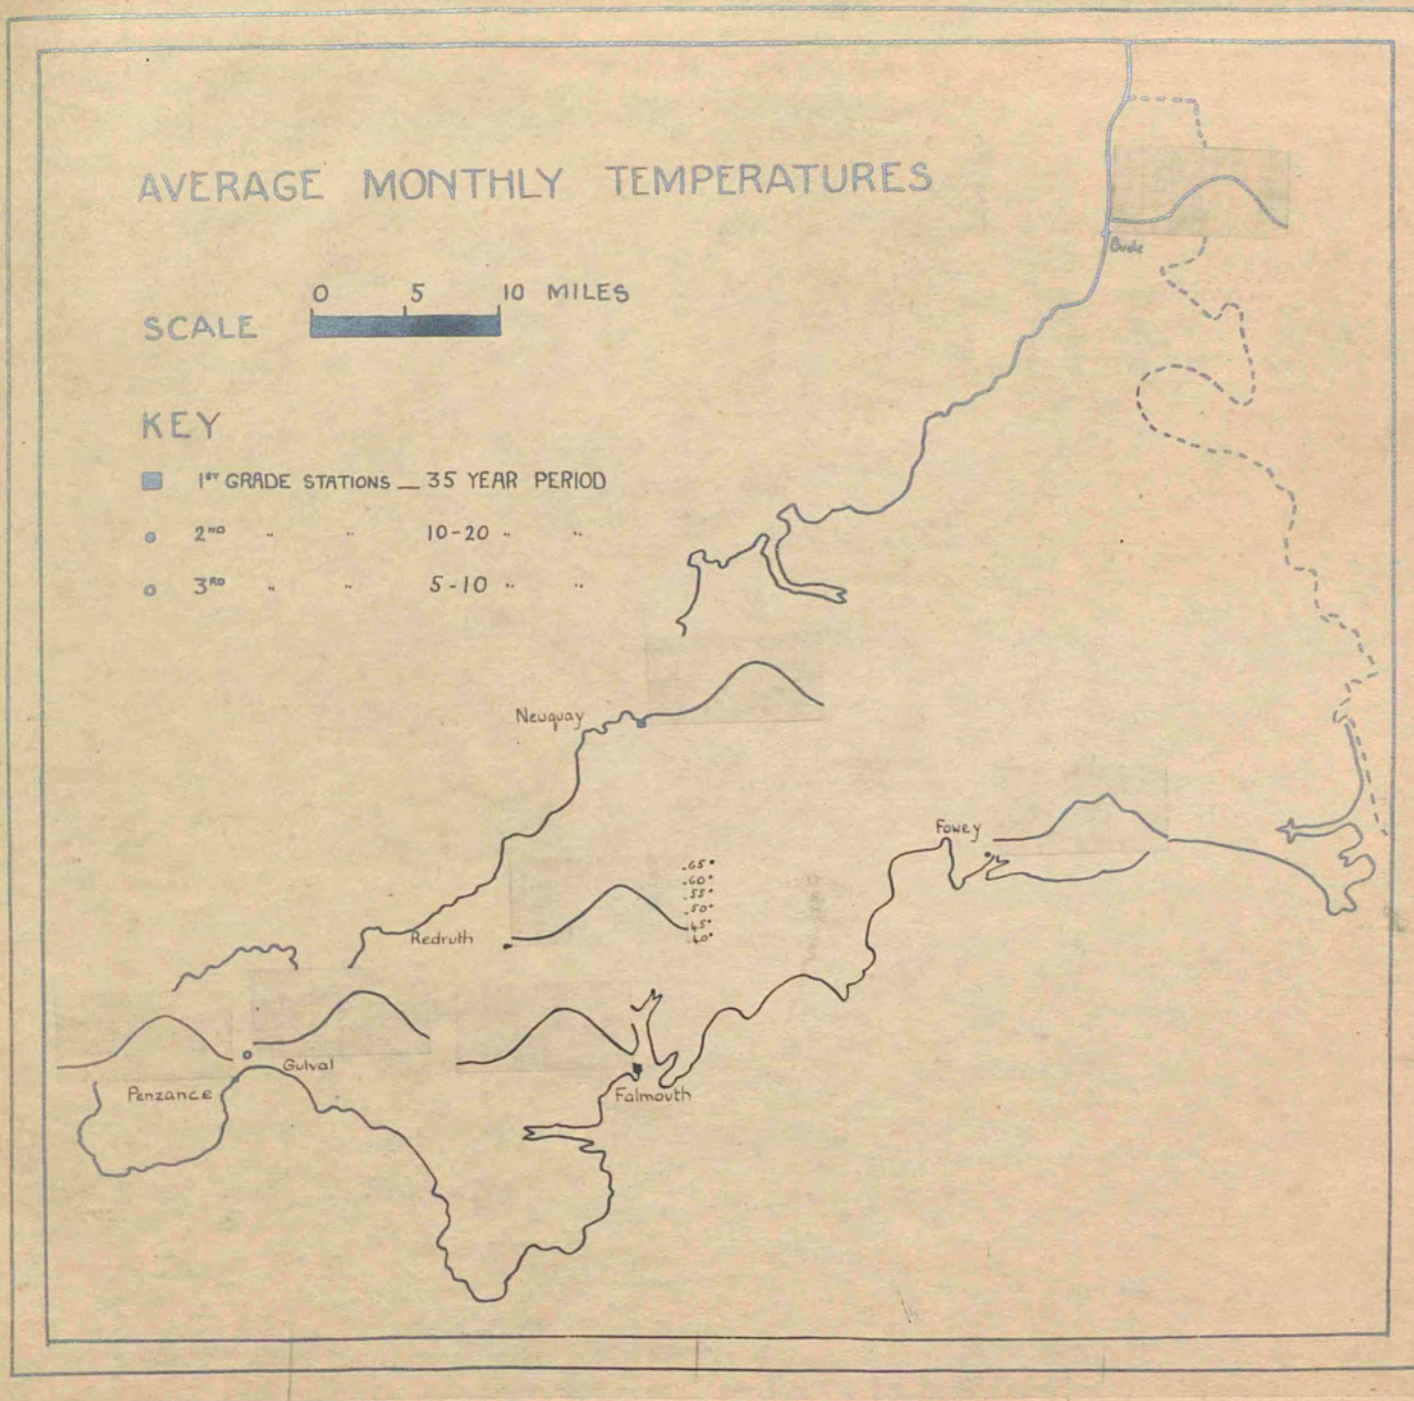 AVERAGE MONTHLY TEMPERATURES
Bude
0 5 10 MILES
SCALE
KEY
1ST GRADE STATIONS — 35 YEAR PERIOD
2ND " " 10-20 " "
3RD " " 5-10 " "
Newquay
Fowey
65°
60°
55°
50°
45°
40°
Redruth
Gulval
Penzance
Falmouth